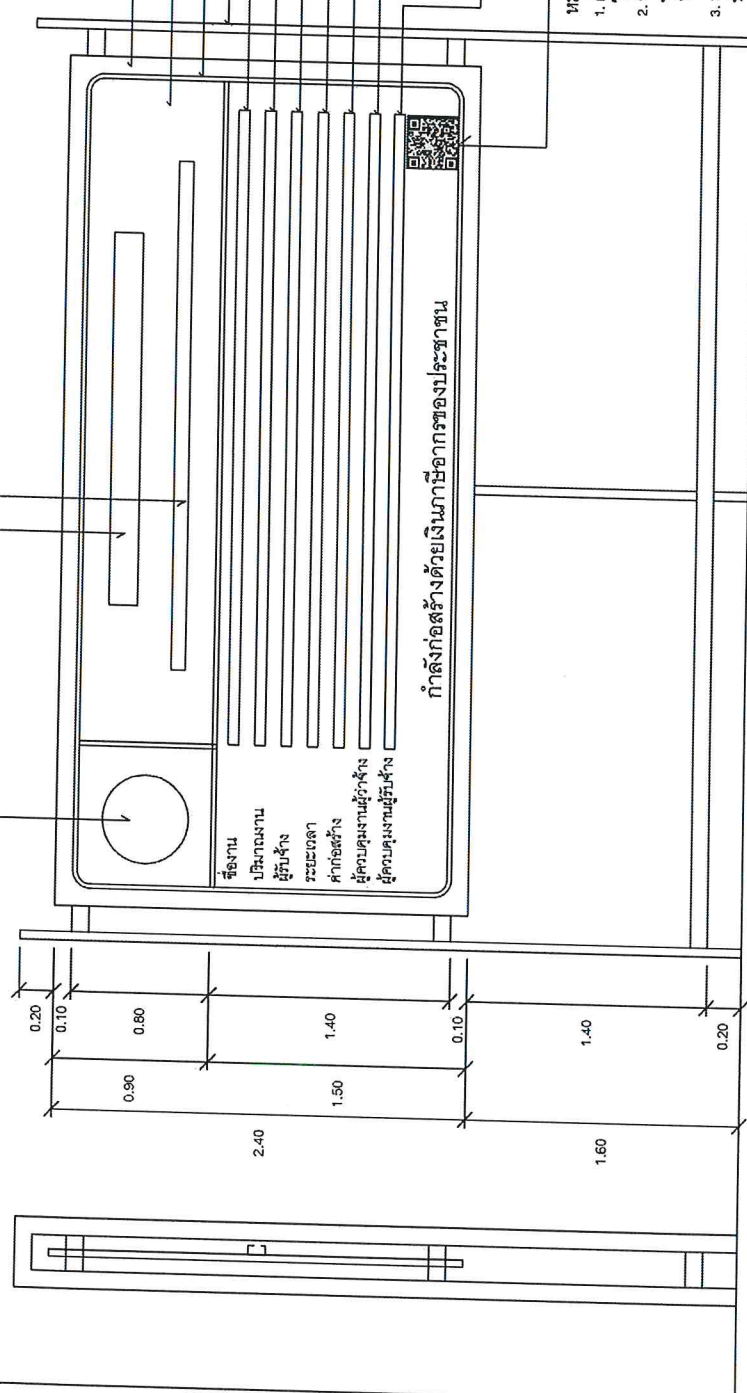 ชื่องาน
ปริมาณงาน
ผู้รับจ้าง
ระยะเวลา
ค่าก่อสร้าง
ผู้ควบคุมงานผู้ว่าจ้าง
ผู้ควบคุมงานผู้รับจ้าง
กำลังก่อสร้างด้วยเงินภาษีอากรของประชาชน
0.20
0.10
0.80
1.40
0.10
1.40
0.20
0.90
1.50
2.40
1.60
1.
2.
3.